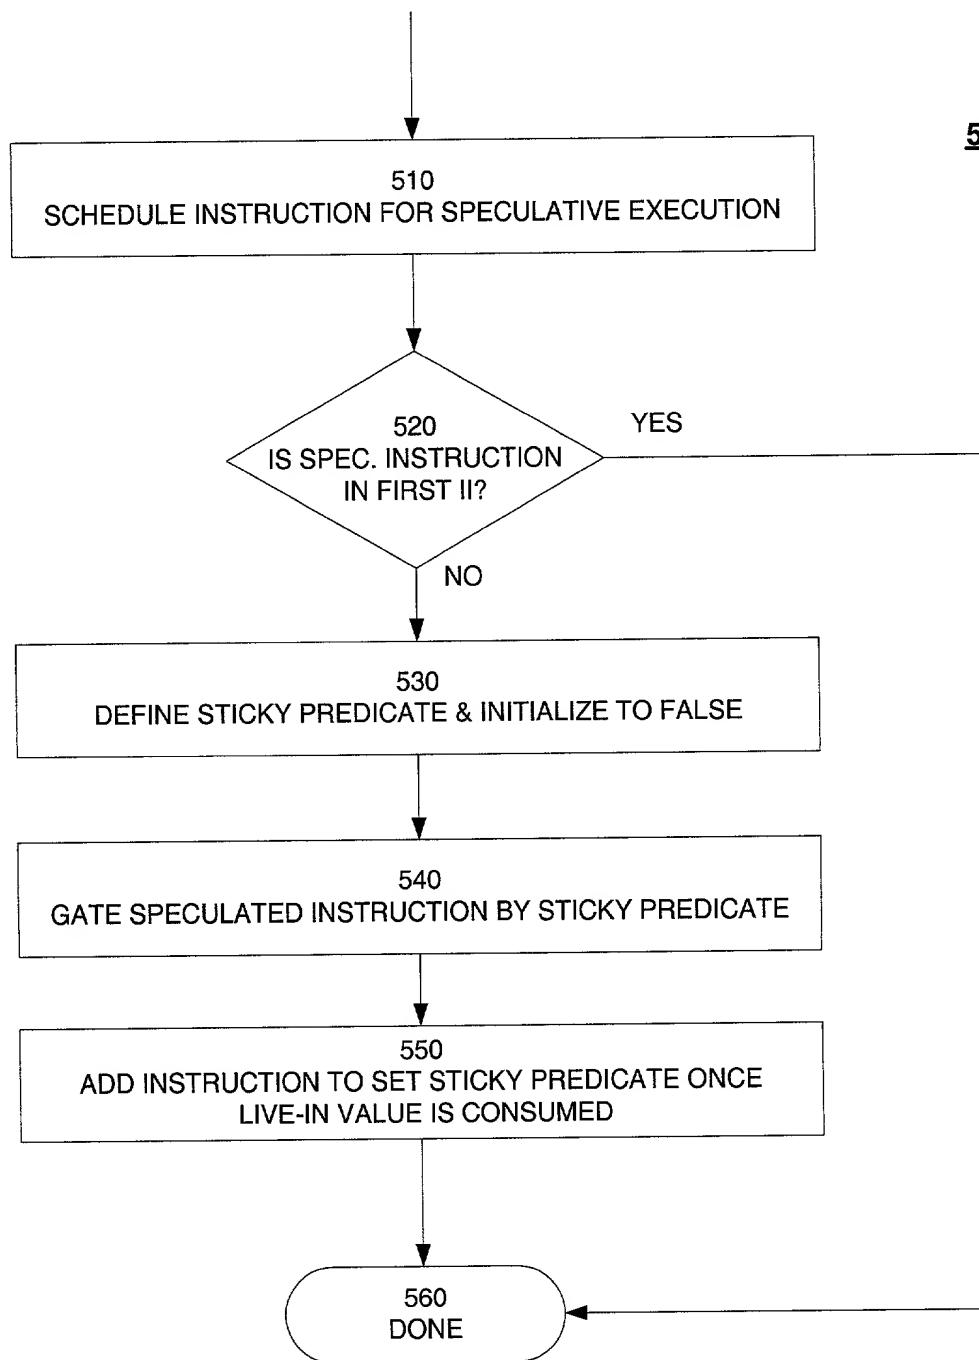 5
510
SCHEDULE INSTRUCTION FOR SPECULATIVE EXECUTION
520
IS SPEC. INSTRUCTION
IN FIRST II?
YES
NO
530
DEFINE STICKY PREDICATE & INITIALIZE TO FALSE
540
GATE SPECULATED INSTRUCTION BY STICKY PREDICATE
550
ADD INSTRUCTION TO SET STICKY PREDICATE ONCE
LIVE-IN VALUE IS CONSUMED
560
DONE